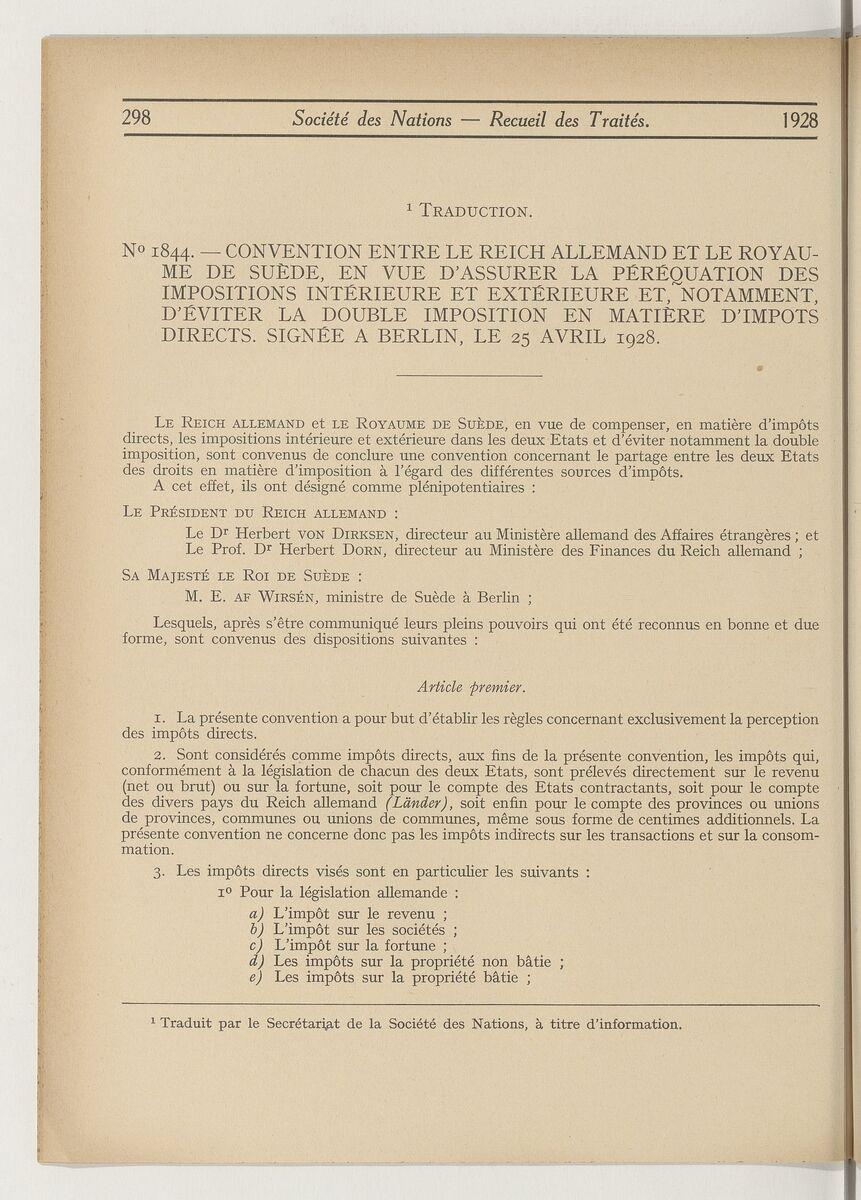 298 Société des Nations — Recueil des Traités. 1928
¹ Traduction.
Nº 1844. — CONVENTION ENTRE LE REICH ALLEMAND ET LE ROYAU-
ME DE SUÈDE, EN VUE D'ASSURER LA PÉRÉQUATION DES
IMPOSITIONS INTÉRIEURE ET EXTÉRIEURE ET, NOTAMMENT,
D'ÉVITER LA DOUBLE IMPOSITION EN MATIÈRE D'IMPOTS
DIRECTS. SIGNÉE A BERLIN, LE 25 AVRIL 1928.
Le Reich allemand et le Royaume de Suède, en vue de compenser, en matière d'impôts
directs, les impositions intérieure et extérieure dans les deux Etats et d'éviter notamment la double
imposition, sont convenus de conclure une convention concernant le partage entre les deux Etats
des droits en matière d'imposition à l'égard des différentes sources d'impôts.
A cet effet, ils ont désigné comme plénipotentiaires :
Le Président du Reich allemand :
Le Dr Herbert von Dirksen, directeur au Ministère allemand des Affaires étrangères ; et
Le Prof. Dr Herbert Dorn, directeur au Ministère des Finances du Reich allemand ;
Sa Majesté le Roi de Suède :
M. E. af Wirsén, ministre de Suède à Berlin ;
Lesquels, après s'être communiqué leurs pleins pouvoirs qui ont été reconnus en bonne et due
forme, sont convenus des dispositions suivantes :
Article premier.
1. La présente convention a pour but d'établir les règles concernant exclusivement la perception
des impôts directs.
2. Sont considérés comme impôts directs, aux fins de la présente convention, les impôts qui,
conformément à la législation de chacun des deux Etats, sont prélevés directement sur le revenu
(net ou brut) ou sur la fortune, soit pour le compte des Etats contractants, soit pour le compte
des divers pays du Reich allemand (Länder), soit enfin pour le compte des provinces ou unions
de provinces, communes ou unions de communes, même sous forme de centimes additionnels. La
présente convention ne concerne donc pas les impôts indirects sur les transactions et sur la consom-
mation.
3. Les impôts directs visés sont en particulier les suivants :
1º Pour la législation allemande :
a) L'impôt sur le revenu ;
b) L'impôt sur les sociétés ;
c) L'impôt sur la fortune ;
d) Les impôts sur la propriété non bâtie ;
e) Les impôts sur la propriété bâtie ;
¹ Traduit par le Secrétariat de la Société des Nations, à titre d'information.